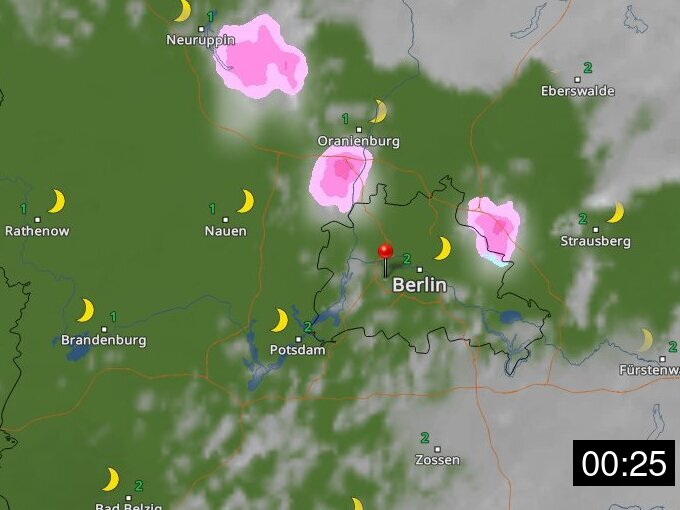 1
Neuruppin
2
Eberswalde
1
Oranienburg
1
Rathenow
1
Nauen
2
Strausberg
2
Berlin
1
Brandenburg
2
Potsdam
2
Fürstenwa
2
Zossen
00:25
2
Bad Belzig